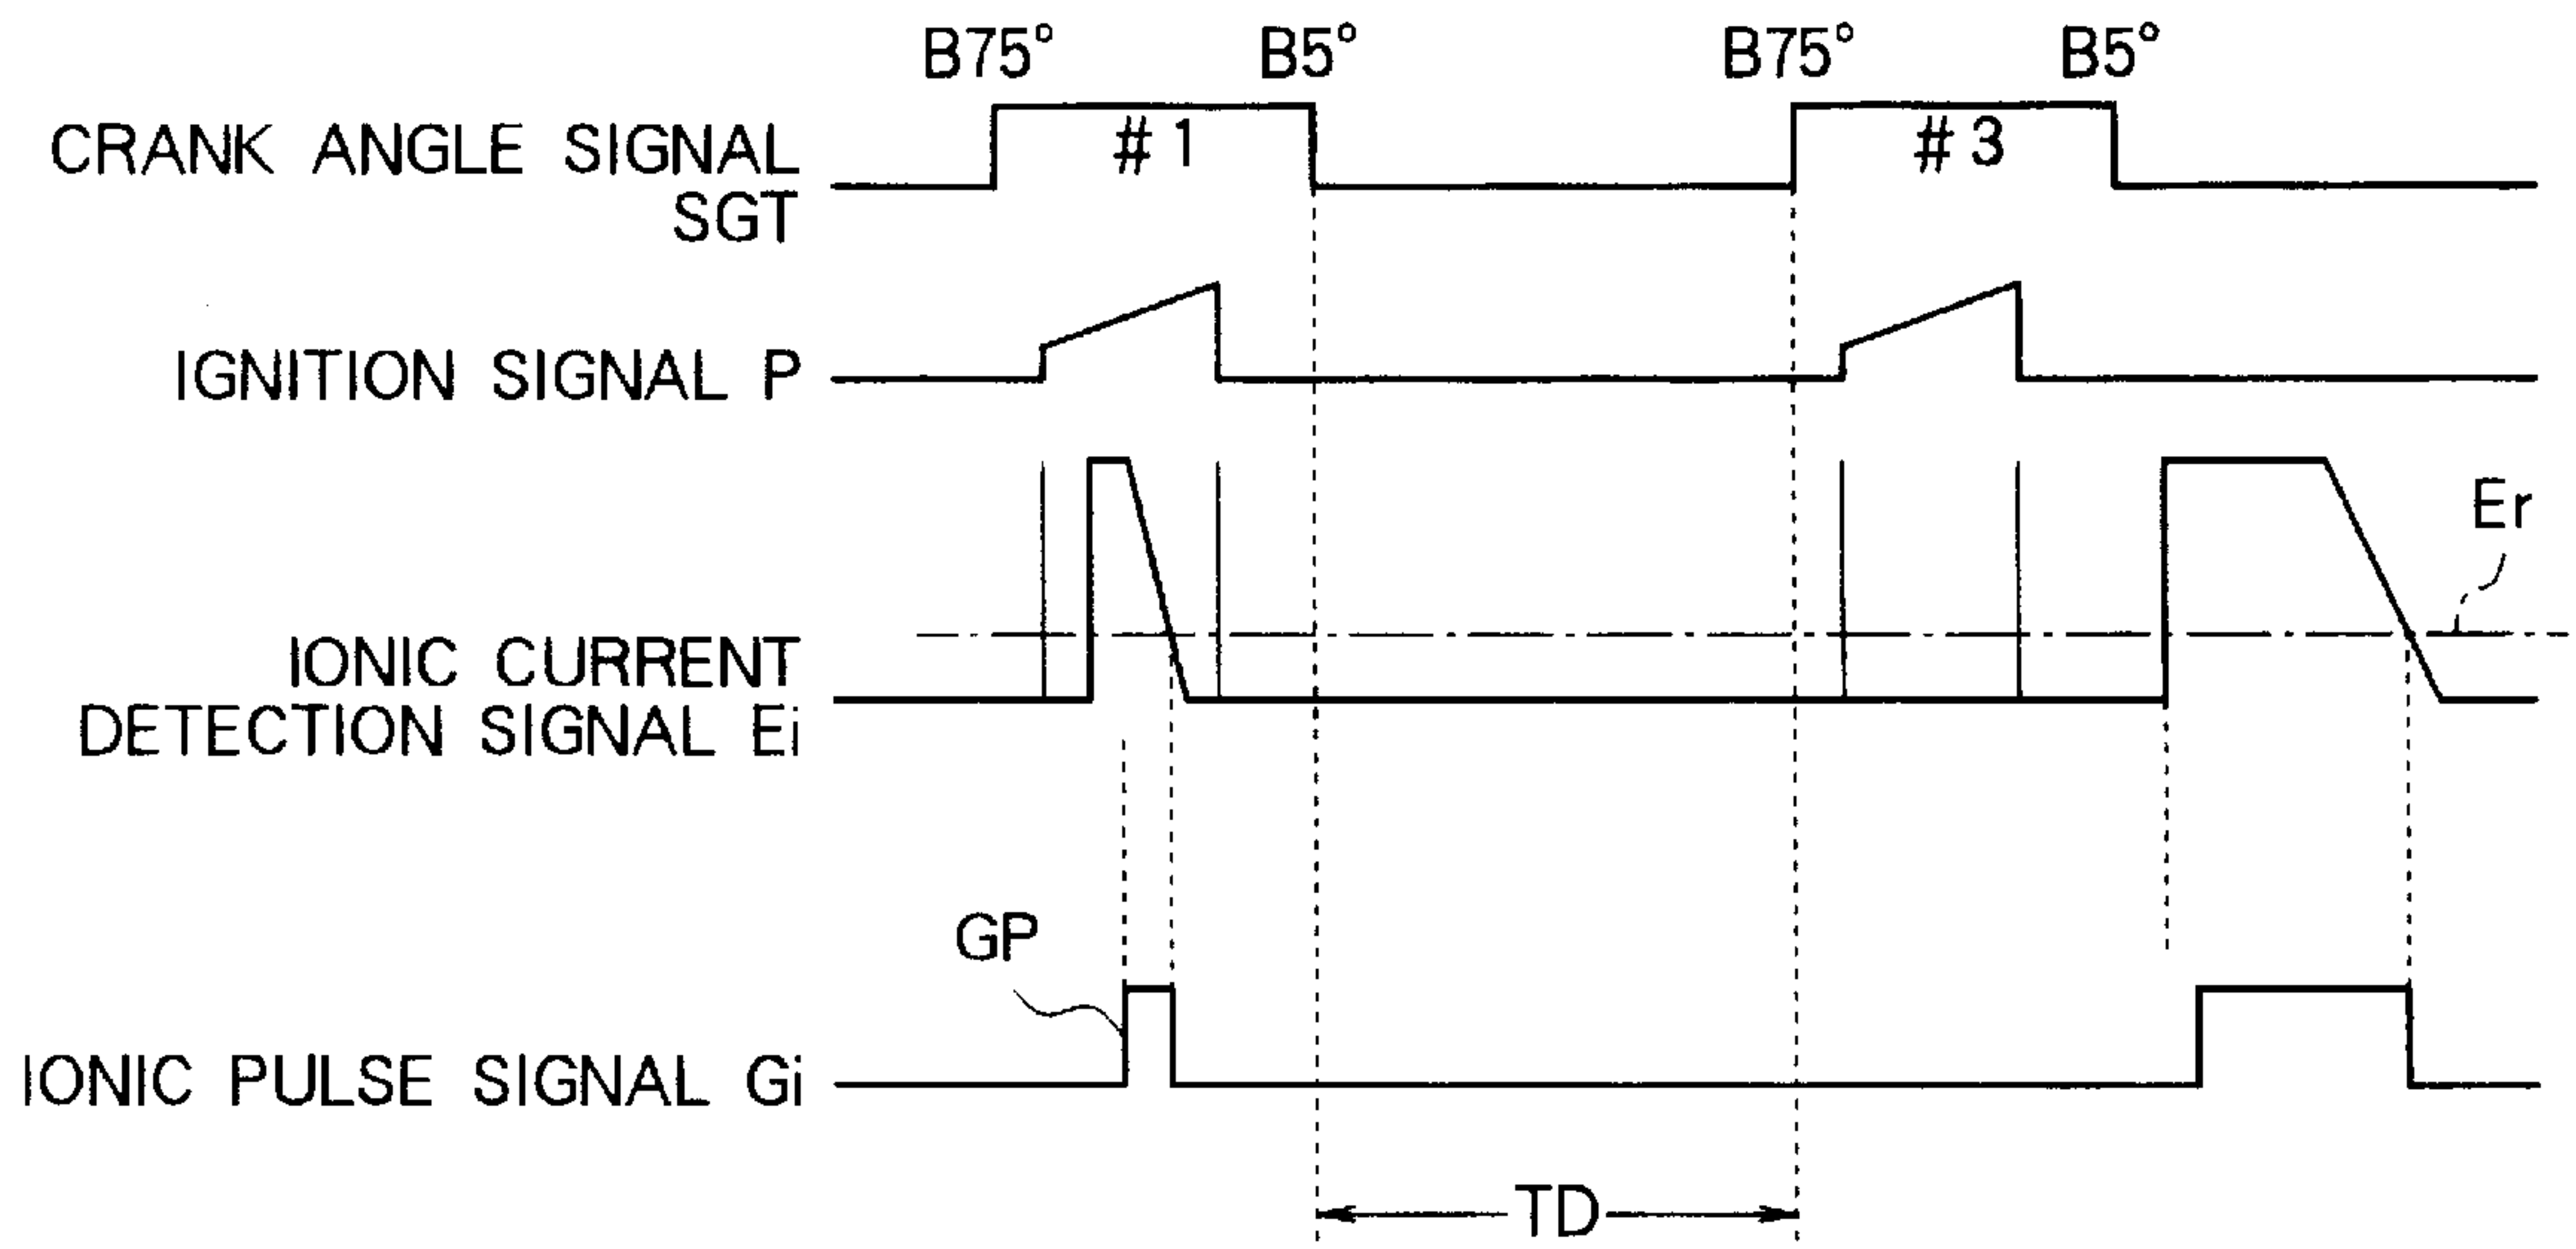 B75° B5° B75° B5°
CRANK ANGLE SIGNAL
SGT
#1
#3
IGNITION SIGNAL P
Er
IONIC CURRENT
DETECTION SIGNAL Ei
GP
IONIC PULSE SIGNAL Gi
TD